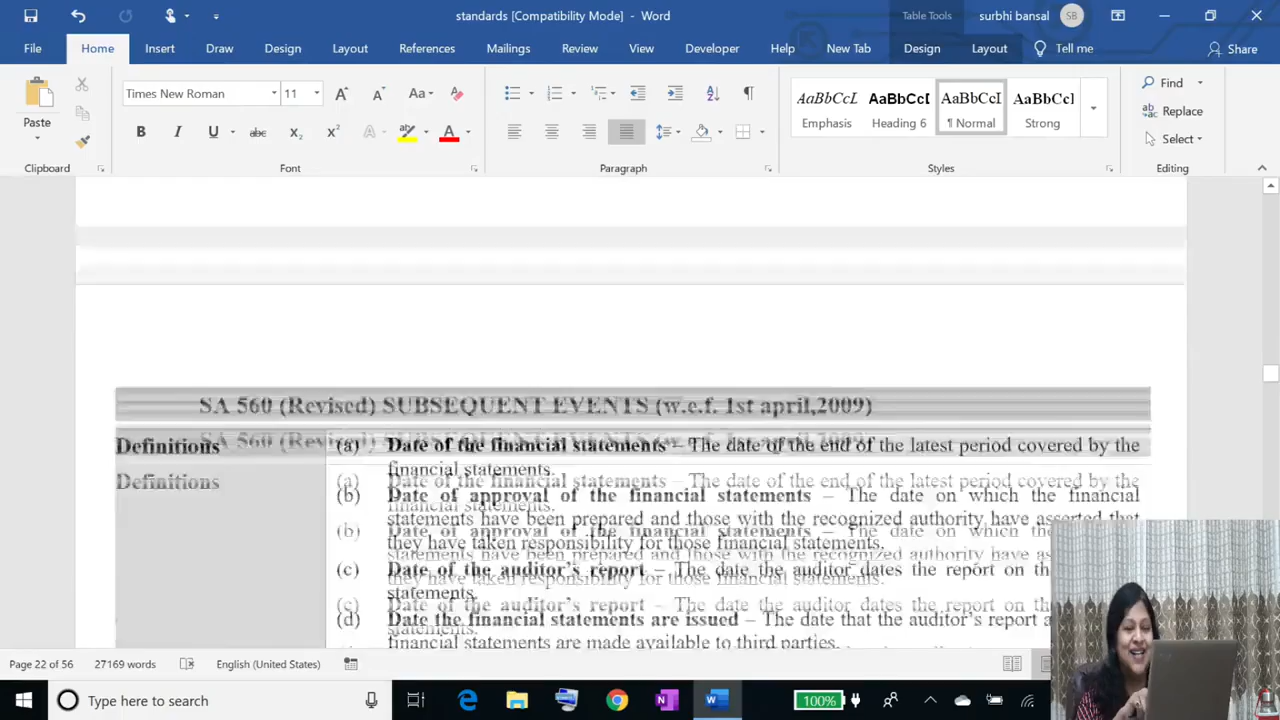 standards [Compatibility Mode] - Word
Table Tools
surbhi bansal
SB
File Home Insert Draw Design Layout References Mailings Review View Developer Help New Tab Design Layout Tell me Share
Times New Roman 11
Aa
Paste
B I U abc X₂ X² A A
Clipboard
Font
Paragraph
AaBbCcL AaBbCcD AaBbCcD AaBbCc]
Emphasis Heading 6 ¶ Normal Strong
Styles
Find
Replace
Select
Editing
SA 560 (Revised) SUBSEQUENT EVENTS (w.e.f. 1st april,2009)
Definitions (a) Date of the financial statements – The date of the end of the latest period covered by the
financial statements.
(b) Date of approval of the financial statements – The date on which the financial
statements have been prepared and those with the recognized authority have asserted that
they have taken responsibility for those financial statements.
(c) Date of the auditor's report – The date the auditor dates the report on the
statements.
(d) Date the financial statements are issued – The date that the auditor's report
financial statements are made available to third parties.
Page 22 of 56 27169 words English (United States)
Type here to search
100%